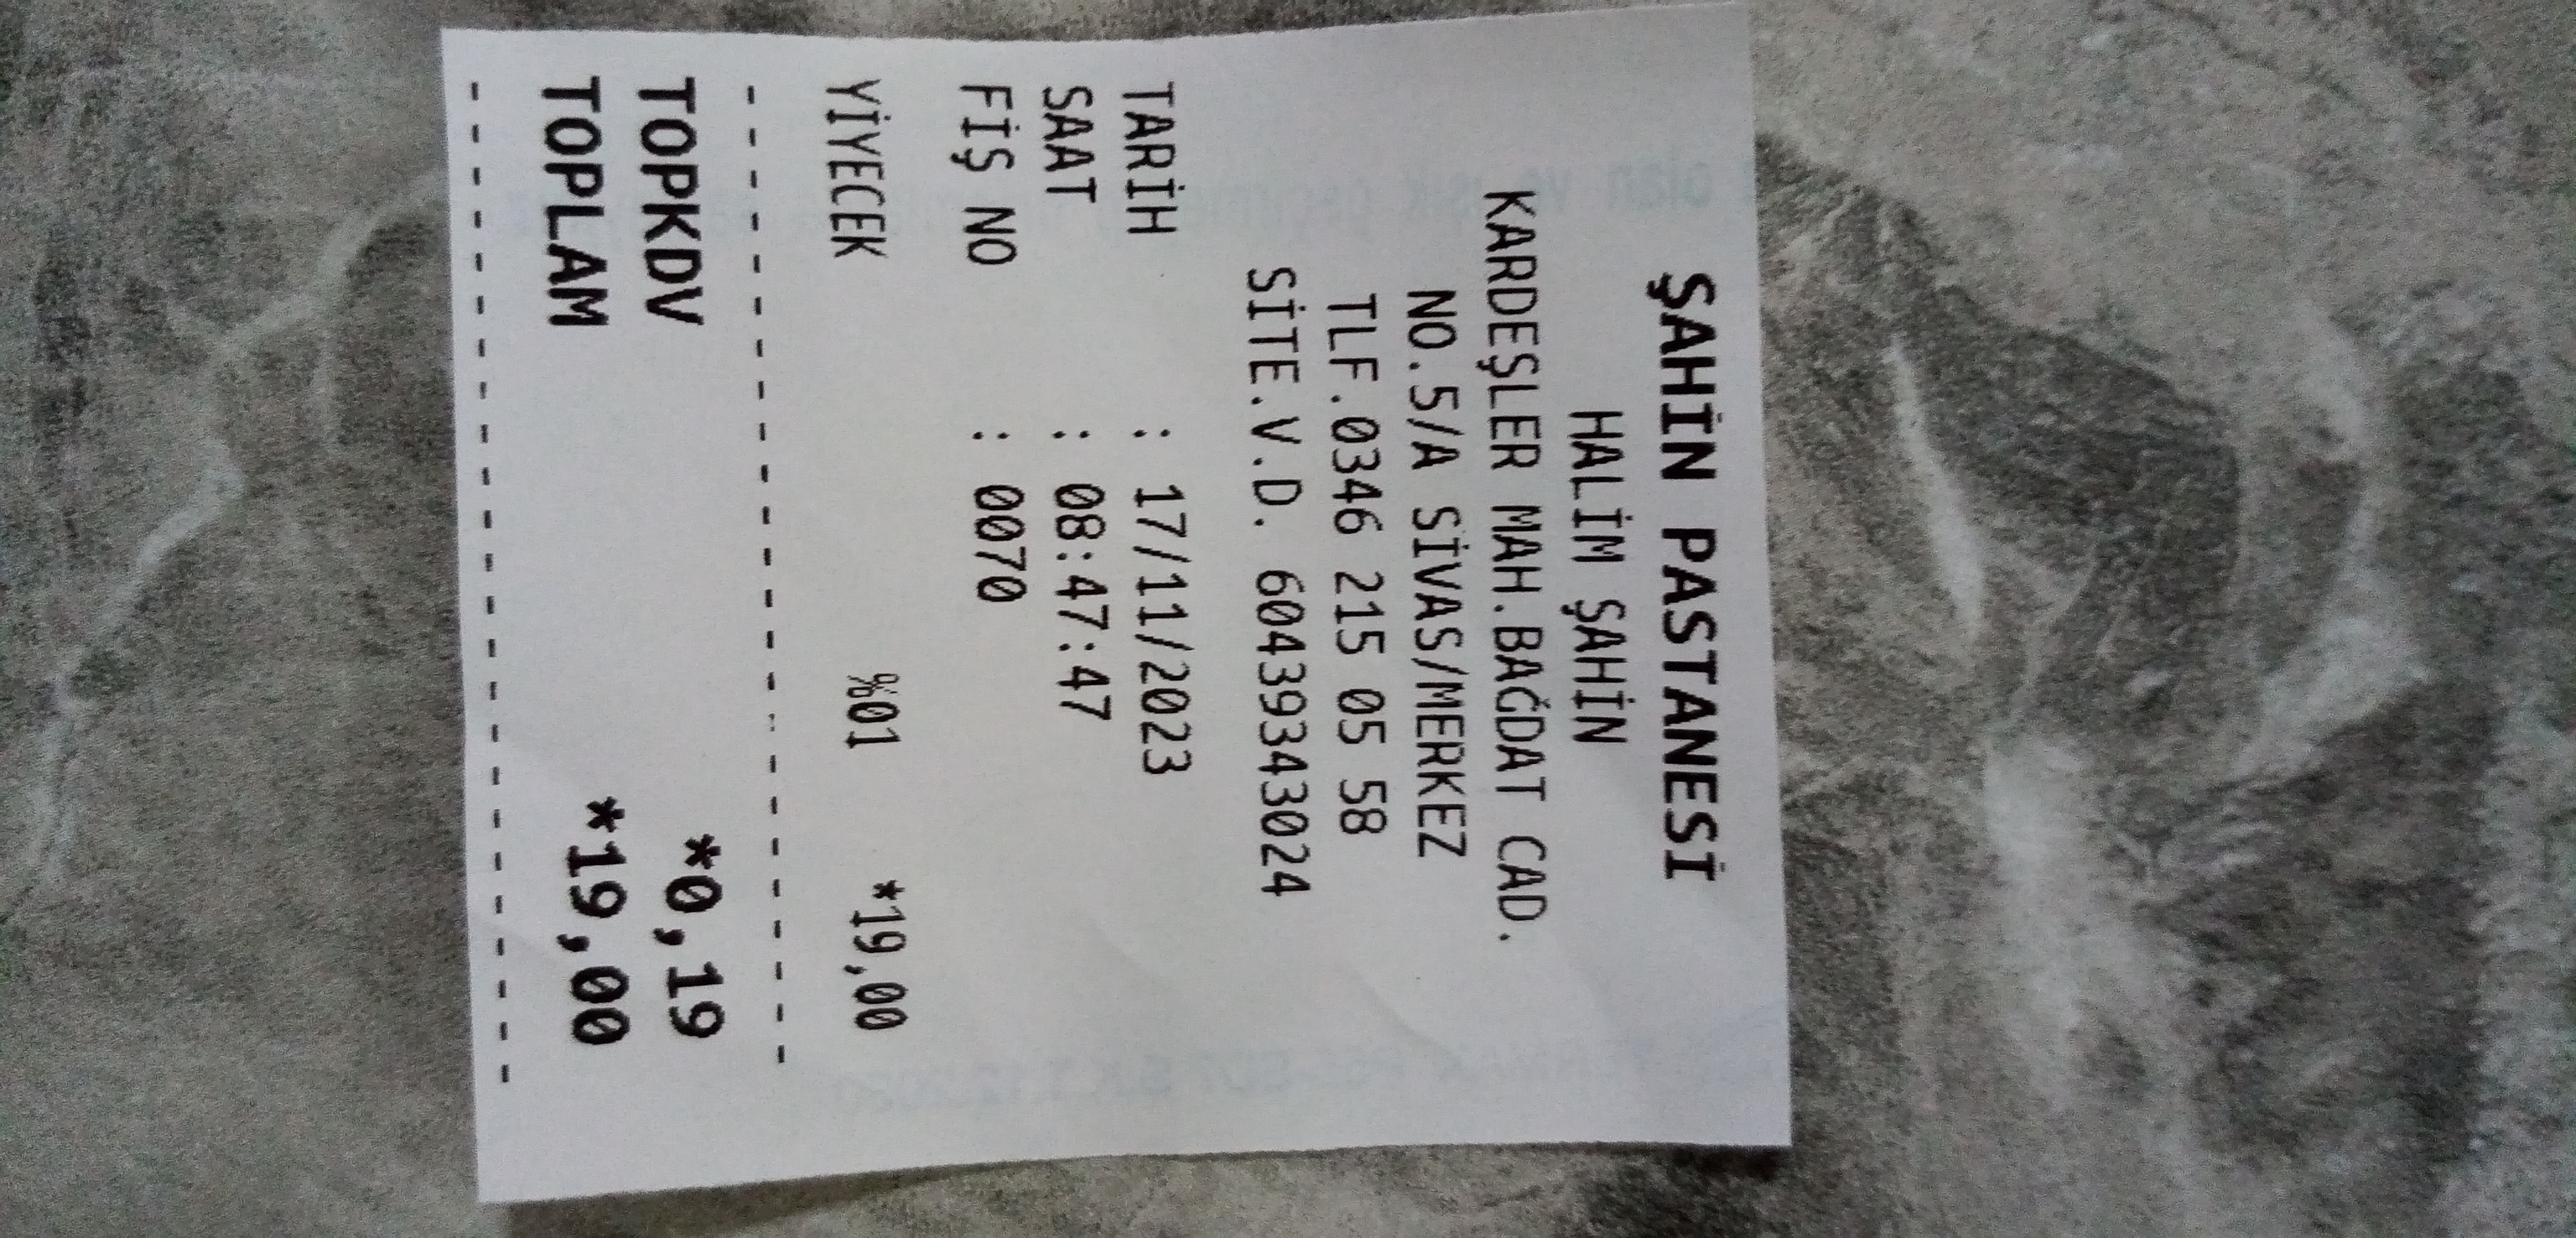 ŞAHİN PASTANESİ
HALİM ŞAHİN
KARDEŞLER MAH.BAĞDAT CAD.
NO.5/A SİVAS/MERKEZ
TLF.0346 215 05 58
SİTE.V.D. 60439343024
TARİH : 17/11/2023
SAAT : 08:47:47
FİŞ NO : 0070
YİYECEK %01 *19,00
TOPKDV *0,19
TOPLAM *19,00